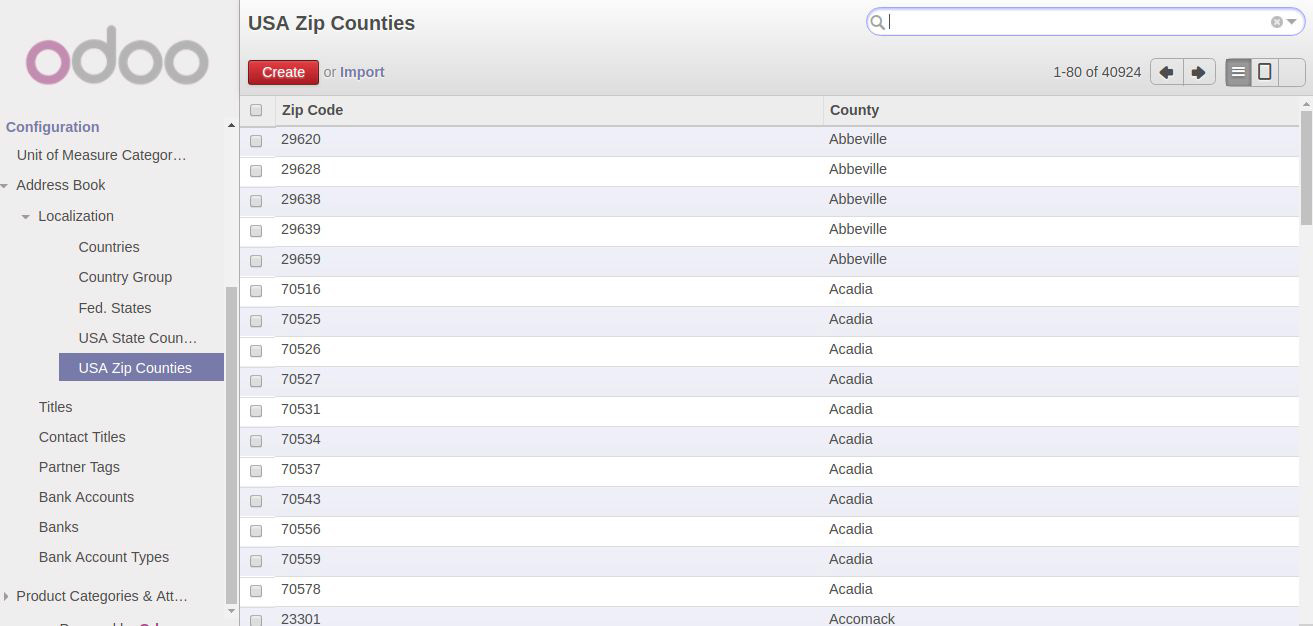 odoo
USA Zip Counties
Create or Import
1-80 of 40924
Configuration
Unit of Measure Categor…
Address Book
Localization
Countries
Country Group
Fed. States
USA State Coun…
USA Zip Counties
Titles
Contact Titles
Partner Tags
Bank Accounts
Banks
Bank Account Types
Product Categories & Att…
Zip Code County
29620 Abbeville
29628 Abbeville
29638 Abbeville
29639 Abbeville
29659 Abbeville
70516 Acadia
70525 Acadia
70526 Acadia
70527 Acadia
70531 Acadia
70534 Acadia
70537 Acadia
70543 Acadia
70556 Acadia
70559 Acadia
70578 Acadia
23301 Accomack